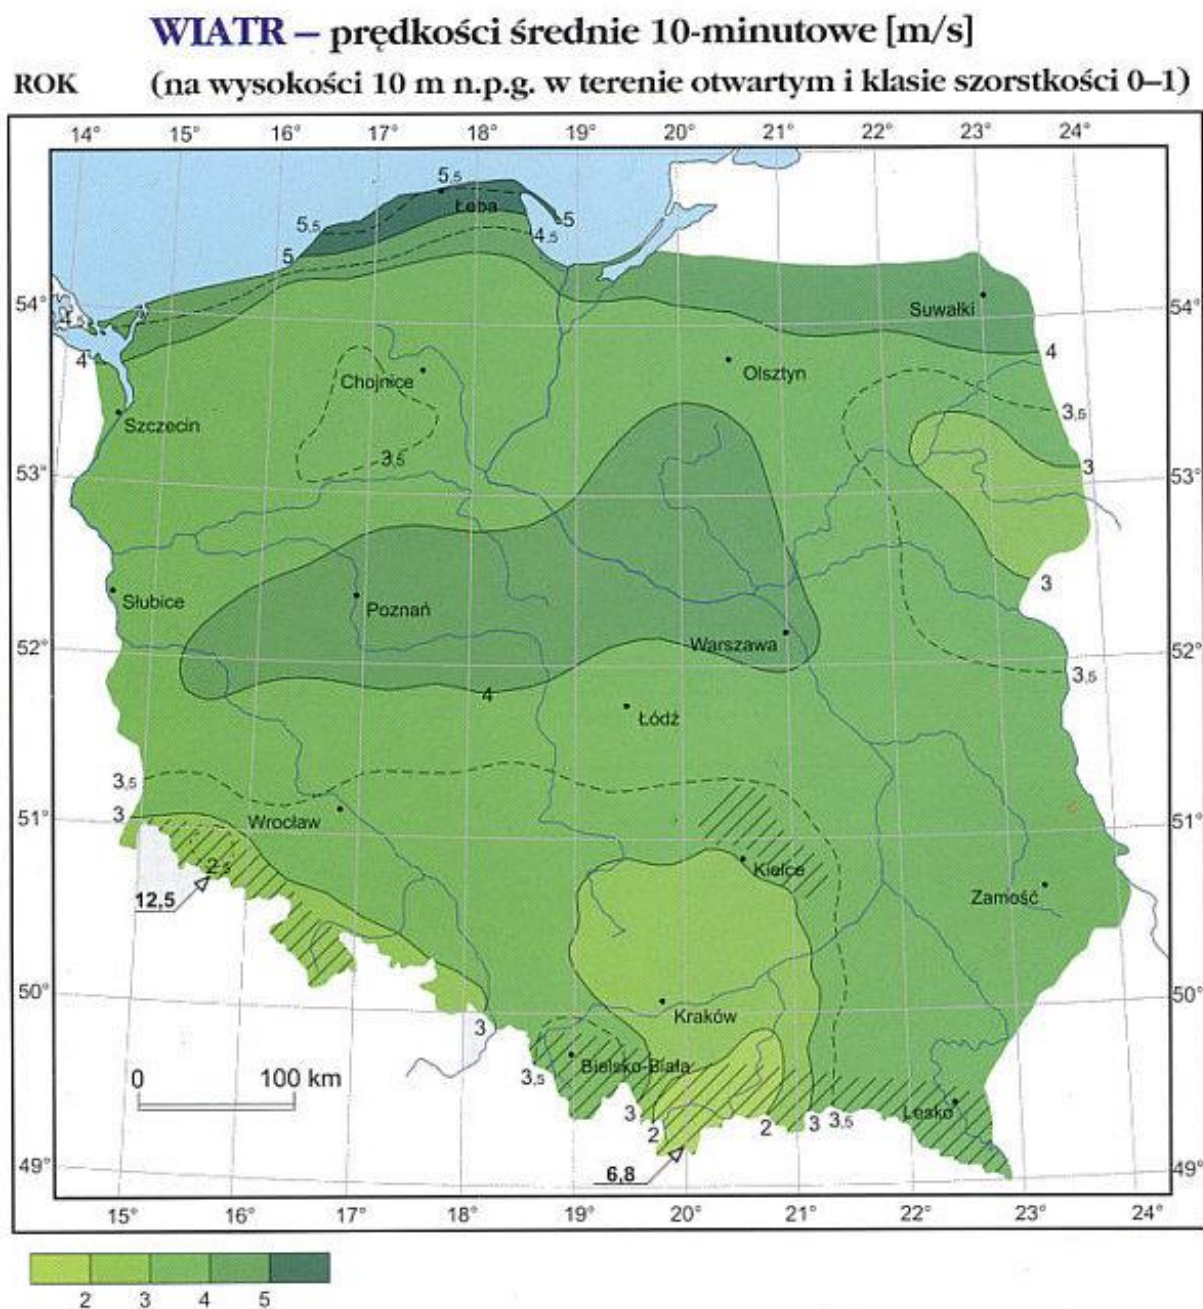 WIATR – prędkości średnie 10-minutowe [m/s]
ROK (na wysokości 10 m n.p.g. w terenie otwartym i klasie szorstkości 0–1)
14° 15° 16° 17° 18° 19° 20° 21° 22° 23° 24°
5,5
Łeba
5,5
5
4,5
5
54°
4,5
Suwałki
54°
4
4
Chojnice
Olsztyn
Szczecin
3,5
3,5
53°
3
53°
Słubice
Poznań
3
Warszawa
52°
52°
4
3,5
Łódź
3,5
3
51°
Wrocław
51°
2,5
Kielce
12,5
Zamość
50°
50°
Kraków
3
0 100 km
3,5
Bielsko-Biała
Lesko
3
2
2
3
3,5
49°
6,8
49°
15° 16° 17° 18° 19° 20° 21° 22° 23° 24°
2 3 4 5